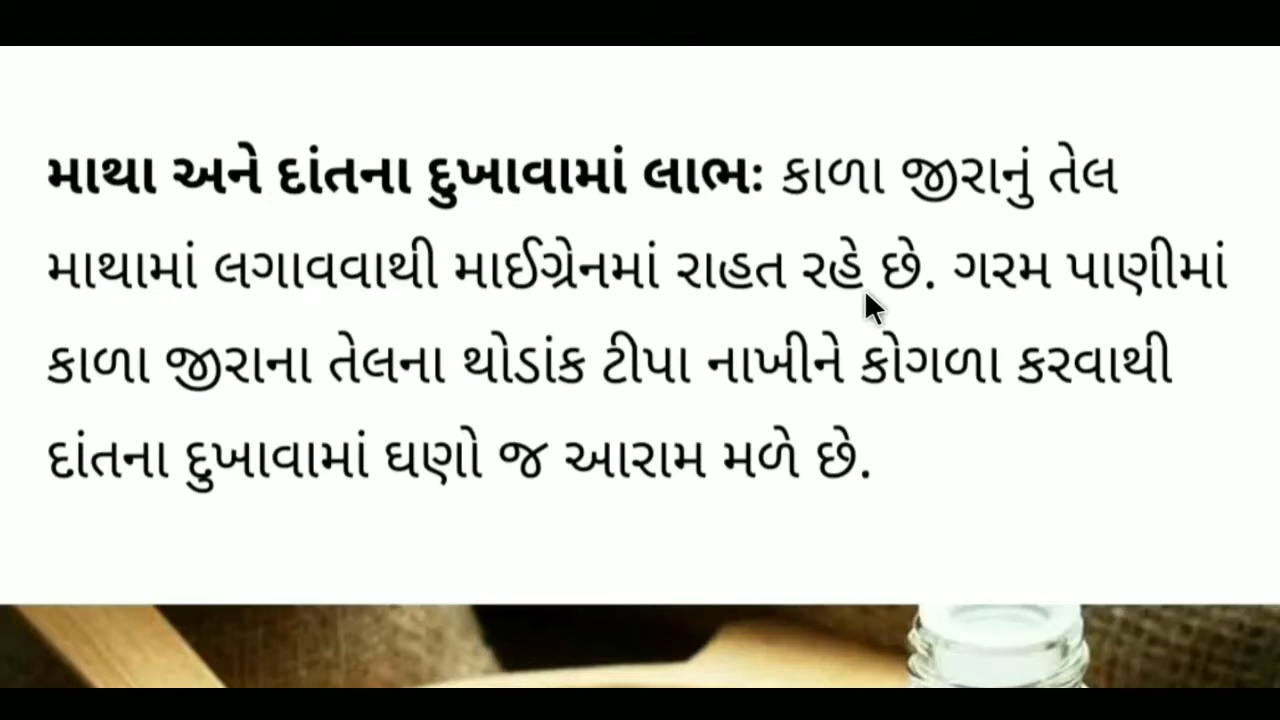 માથા અને દાંતના દુખાવામાં લાભઃ કાળા જીરાનું તેલ
માથામાં લગાવવાથી માઈગ્રેનમાં રાહત રહે છે. ગરમ પાણીમાં
કાળા જીરાના તેલના થોડાંક ટીપા નાખીને કોગળા કરવાથી
દાંતના દુખાવામાં ઘણો જ આરામ મળે છે.